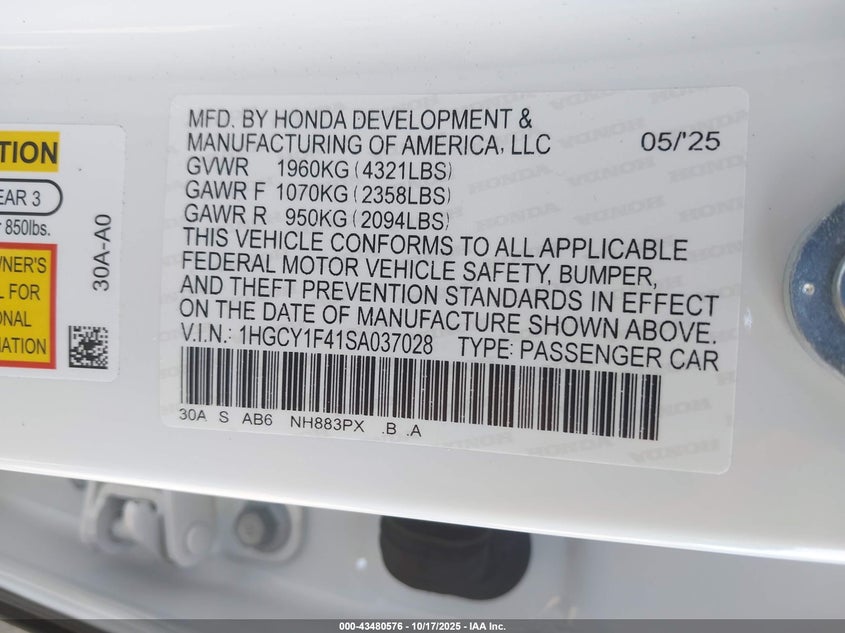 TION
EAR 3
r 850lbs.
WNER'S
L FOR
ONAL
MATION
30A-A0
MFD. BY HONDA DEVELOPMENT &
MANUFACTURING OF AMERICA, LLC 05/'25
GVWR 1960KG (4321LBS)
GAWR F 1070KG (2358LBS)
GAWR R 950KG (2094LBS)
THIS VEHICLE CONFORMS TO ALL APPLICABLE
FEDERAL MOTOR VEHICLE SAFETY, BUMPER,
AND THEFT PREVENTION STANDARDS IN EFFECT
ON THE DATE OF MANUFACTURE SHOWN ABOVE.
V.I.N.: 1HGCY1F41SA037028 TYPE: PASSENGER CAR
30A S AB6 NH883PX .B .A
000-43480576 - 10/17/2025 - IAA Inc.